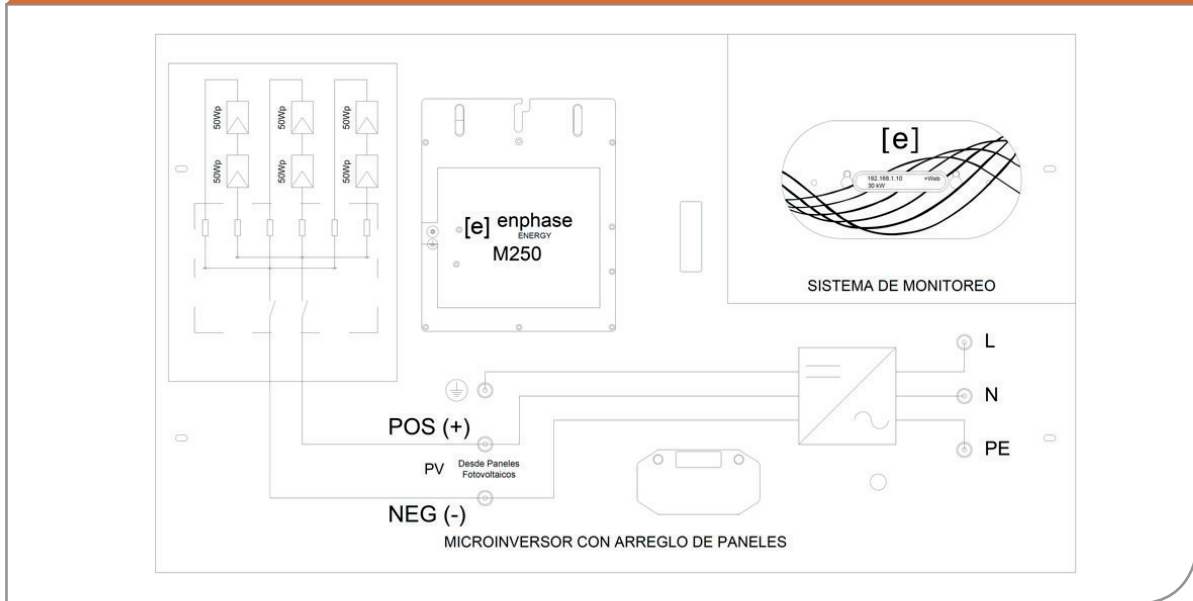 50Wp
50Wp
50Wp
50Wp
50Wp
50Wp
[e] enphase
ENERGY
M250
[e]
192.168.1.10 +Web
30 kW
SISTEMA DE MONITOREO
L
N
PE
POS (+)
PV
Desde Paneles
Fotovoltaicos
NEG (-)
MICROINVERSOR CON ARREGLO DE PANELES